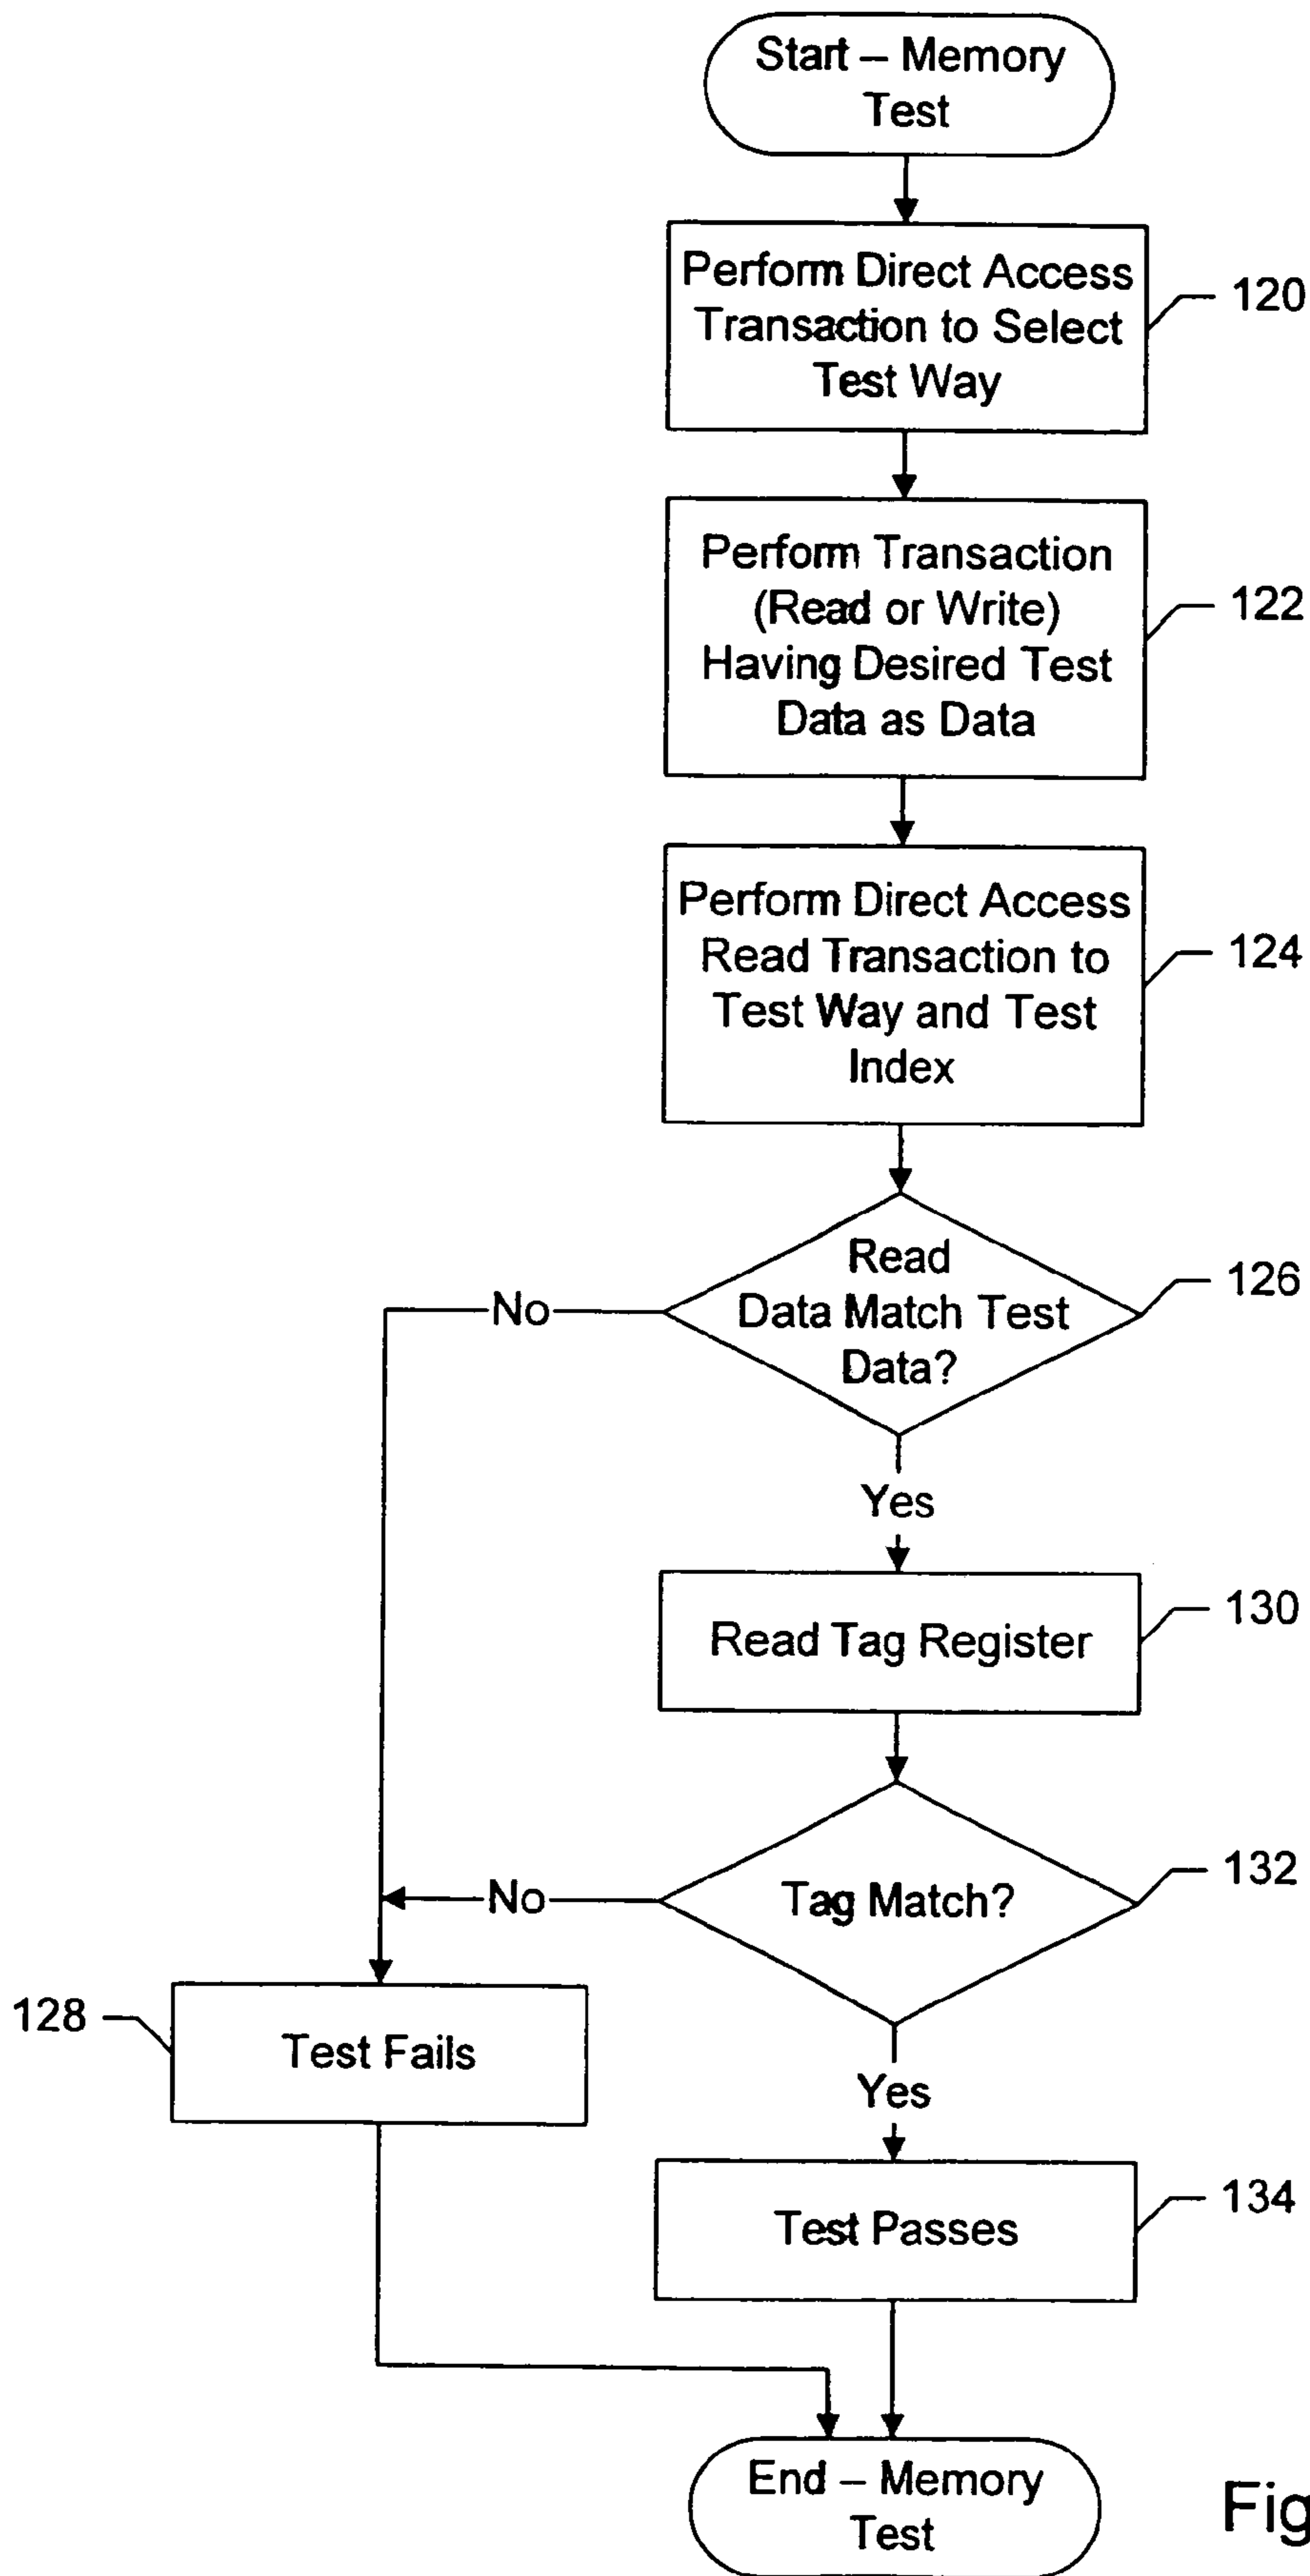 Start – Memory
Test
Perform Direct Access
Transaction to Select
Test Way
120
Perform Transaction
(Read or Write)
Having Desired Test
Data as Data
122
Perform Direct Access
Read Transaction to
Test Way and Test
Index
124
Read
Data Match Test
Data?
126
No
Yes
Read Tag Register
130
Tag Match?
132
No
128
Test Fails
Yes
Test Passes
134
End – Memory
Test
Fig